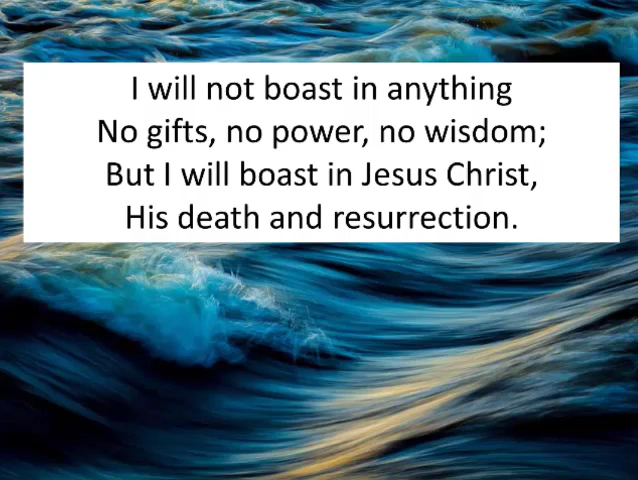 I will not boast in anything
No gifts, no power, no wisdom;
But I will boast in Jesus Christ,
His death and resurrection.